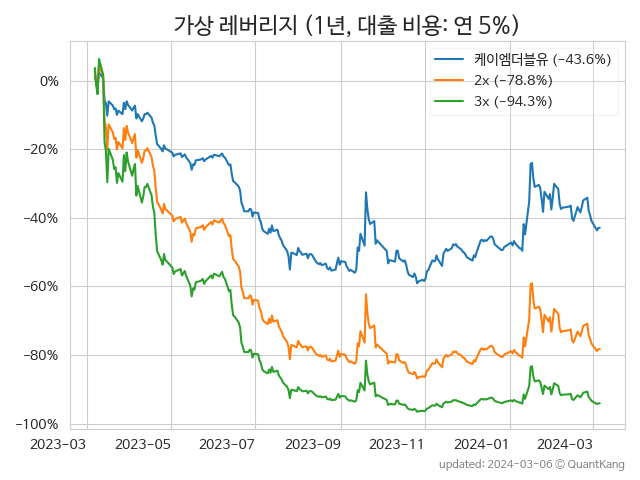 가상 레버리지 (1년, 대출 비용: 연 5%)
케이엠더블유 (−43.6%)
2x (−78.8%)
3x (−94.3%)
0%
−20%
−40%
−60%
−80%
−100%
2023−03 2023−05 2023−07 2023−09 2023−11 2024−01 2024−03
updated: 2024-03-06 ⓒ QuantKang